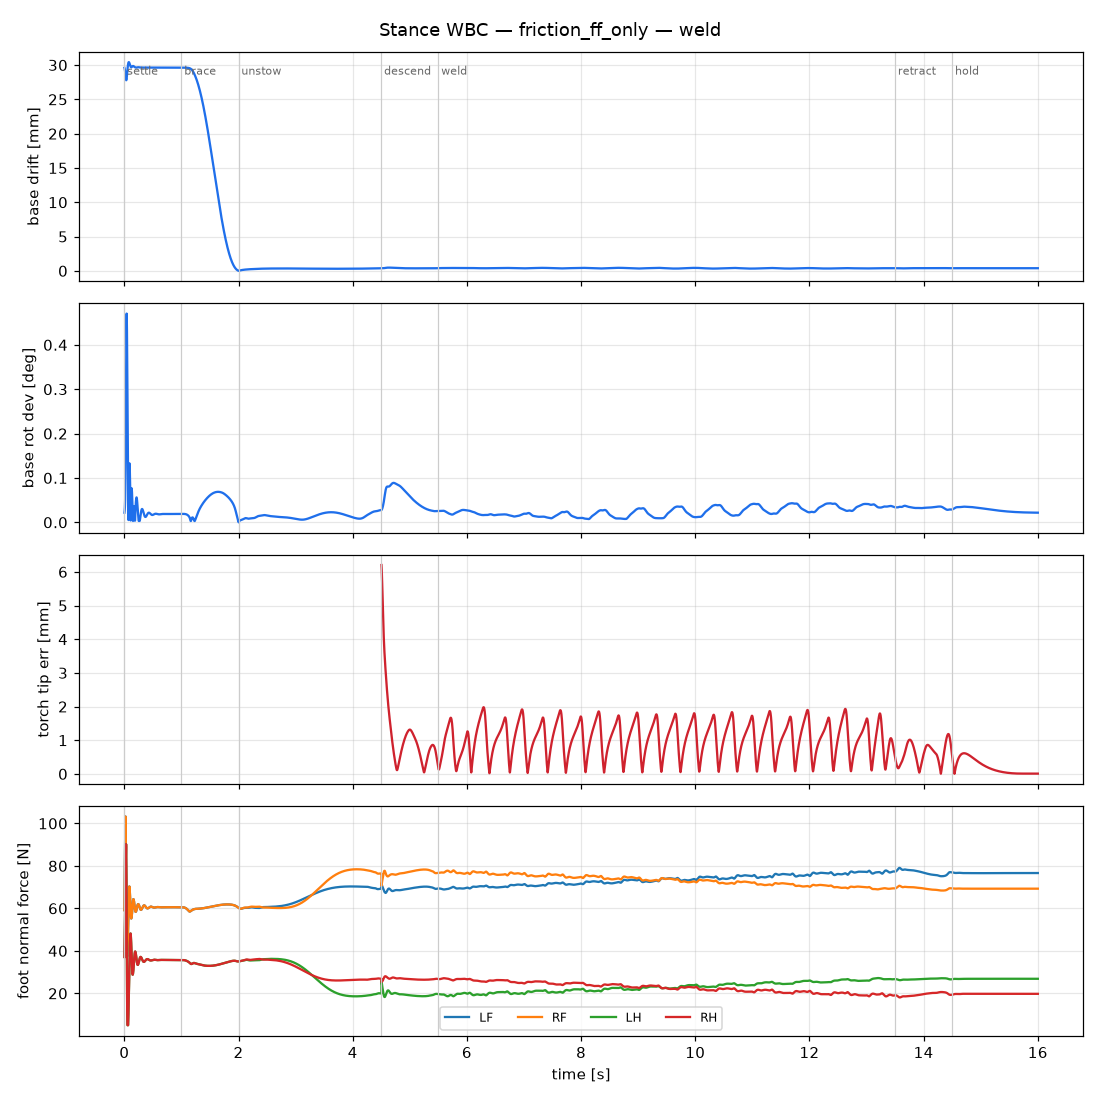 Stance WBC — friction_ff_only — weld
base drift [mm]
30
25
20
15
10
5
0
settle
brace
unstow
descend
weld
retract
hold
base rot dev [deg]
0.4
0.3
0.2
0.1
0.0
torch tip err [mm]
6
5
4
3
2
1
0
foot normal force [N]
100
80
60
40
20
LF
RF
LH
RH
0
2
4
6
8
10
12
14
16
time [s]